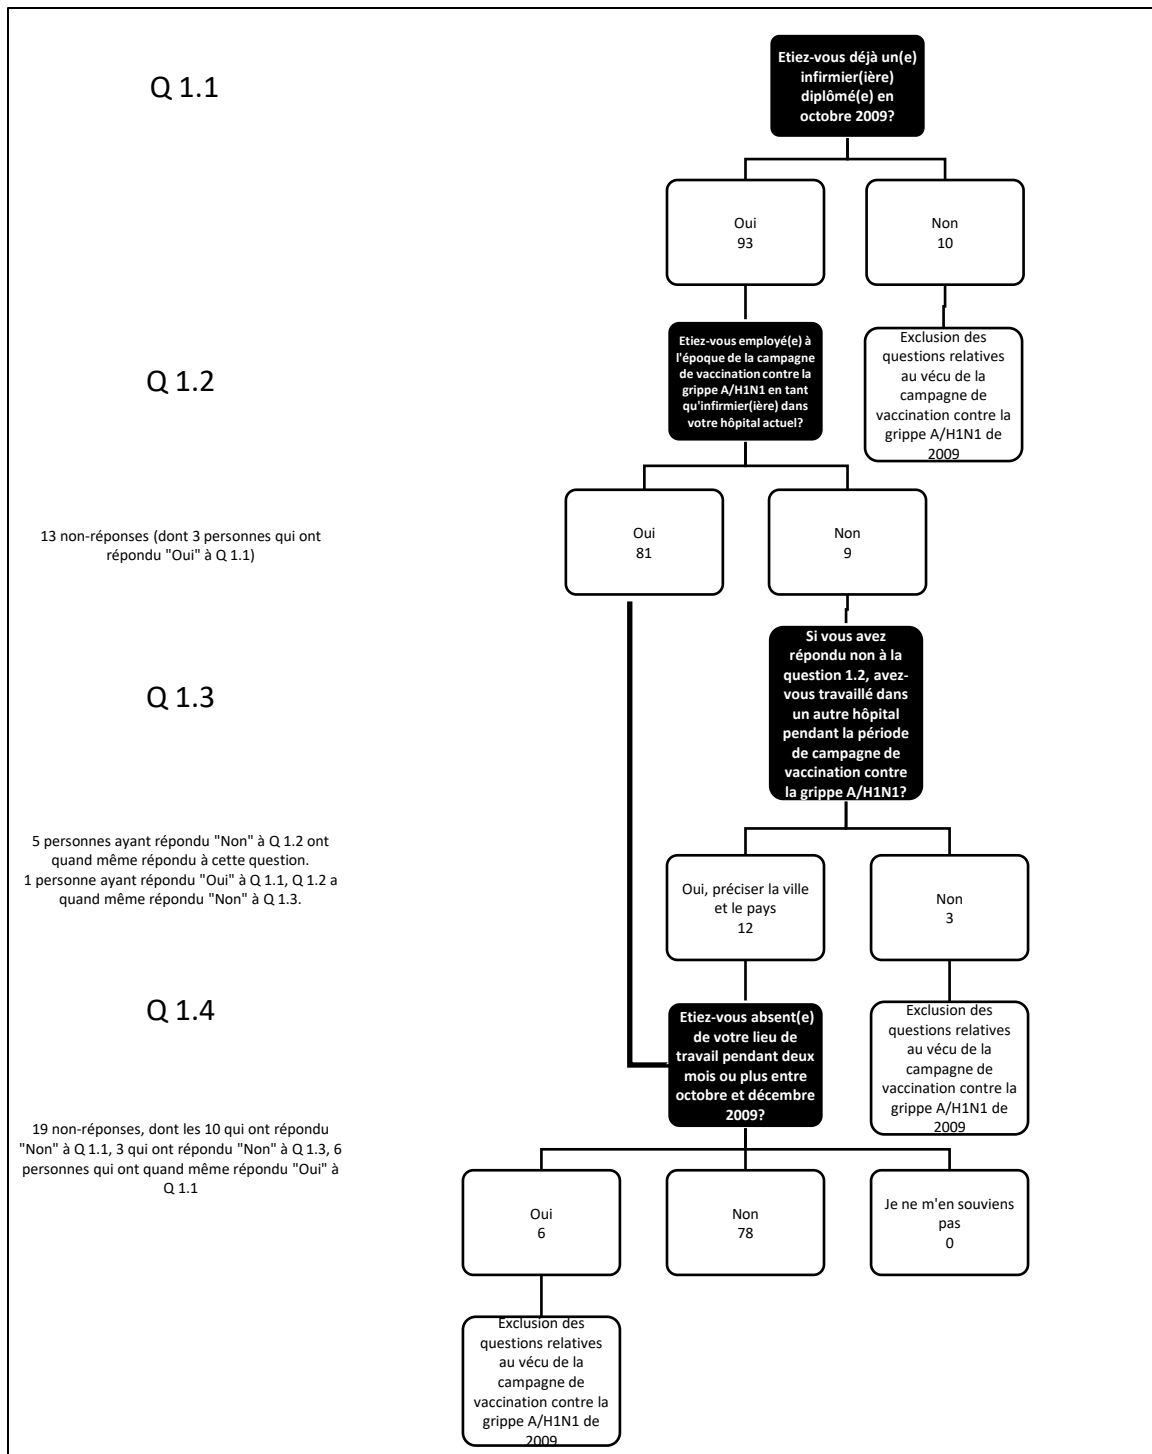 Q 1.1
Etiez-vous déjà un(e)
infirmier(ière)
diplômé(e) en
octobre 2009?
Oui
93
Non
10
Q 1.2
Etiez-vous employé(e) à
l'époque de la campagne
de vaccination contre la
grippe A/H1N1 en tant
qu'infirmier(ière) dans
votre hôpital actuel?
Exclusion des
questions relatives
au vécu de la
campagne de
vaccination contre la
grippe A/H1N1 de
2009
13 non-réponses (dont 3 personnes qui ont
répondu "Oui" à Q 1.1)
Oui
81
Non
9
Q 1.3
Si vous avez
répondu non à la
question 1.2, avez-
vous travaillé dans
un autre hôpital
pendant la période
de campagne de
vaccination contre
la grippe A/H1N1?
5 personnes ayant répondu "Non" à Q 1.2 ont
quand même répondu à cette question.
1 personne ayant répondu "Oui" à Q 1.1, Q 1.2 a
quand même répondu "Non" à Q 1.3.
Oui, préciser la ville
et le pays
12
Non
3
Q 1.4
Etiez-vous absent(e)
de votre lieu de
travail pendant deux
mois ou plus entre
octobre et décembre
2009?
Exclusion des
questions relatives
au vécu de la
campagne de
vaccination contre la
grippe A/H1N1 de
2009
19 non-réponses, dont les 10 qui ont répondu
"Non" à Q 1.1, 3 qui ont répondu "Non" à Q 1.3, 6
personnes qui ont quand même répondu "Oui" à
Q 1.1
Oui
6
Non
78
Je ne m'en souviens
pas
0
Exclusion des
questions relatives
au vécu de la
campagne de
vaccination contre la
grippe A/H1N1 de
2009